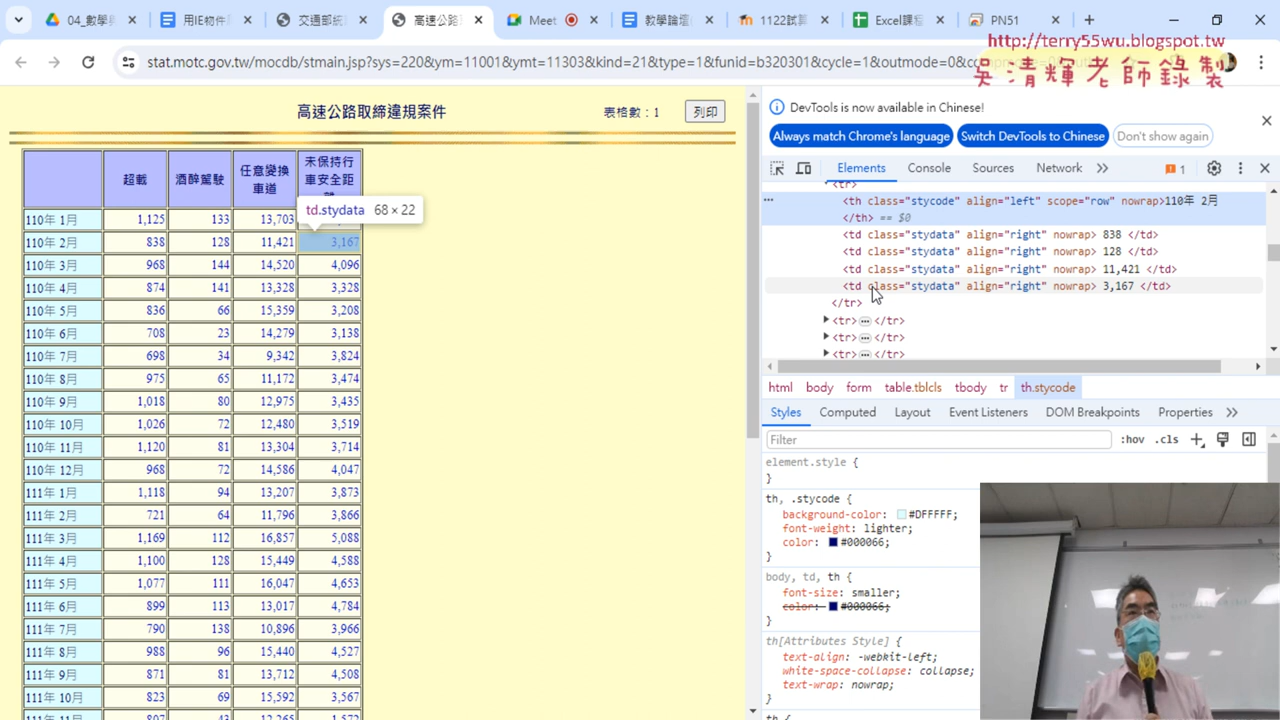 04_數學
用IE物件
交通部統
高速公路
Meet
教學論壇
1122試算
Excel課程
PN51
http://terry55wu.blogspot.tw
stat.motc.gov.tw/mocdb/stmain.jsp?sys=220&ym=11001&ymt=11303&kind=21&type=1&funid=b320301&cycle=1&outmode=0&
吳清輝老師錄製
高速公路取締違規案件
表格數：1
列印
DevTools is now available in Chinese!
Always match Chrome's language
Switch DevTools to Chinese
Don't show again
Elements
Console
Sources
Network
1
超載 酒醉駕駛 任意變換車道 未保持行車安全距
td.stydata 68 × 22
110年 1月 1,125 133 13,703
110年 2月 838 128 11,421 3,167
110年 3月 968 144 14,520 4,096
110年 4月 874 141 13,328 3,328
110年 5月 836 66 15,359 3,208
110年 6月 708 23 14,279 3,138
110年 7月 698 34 9,342 3,824
110年 8月 975 65 11,172 3,474
110年 9月 1,018 80 12,975 3,435
110年 10月 1,026 72 12,480 3,519
110年 11月 1,120 81 13,304 3,714
110年 12月 968 72 14,586 4,047
111年 1月 1,118 94 13,207 3,873
111年 2月 721 64 11,796 3,866
111年 3月 1,169 112 16,857 5,088
111年 4月 1,100 128 15,449 4,588
111年 5月 1,077 111 16,047 4,653
111年 6月 899 113 13,017 4,784
111年 7月 790 138 10,896 3,966
111年 8月 988 96 15,440 4,527
111年 9月 871 81 13,712 4,508
111年 10月 823 69 15,592 3,567
<tr>
<th class="stycode" align="left" scope="row" nowrap>110年 2月
</th> == $0
<td class="stydata" align="right" nowrap> 838 </td>
<td class="stydata" align="right" nowrap> 128 </td>
<td class="stydata" align="right" nowrap> 11,421 </td>
<td class="stydata" align="right" nowrap> 3,167 </td>
</tr>
<tr> … </tr>
<tr> … </tr>
<tr> … </tr>
html body form table.tblcls tbody tr th.stycode
Styles Computed Layout Event Listeners DOM Breakpoints Properties
Filter
:hov .cls
element.style {
}
th, .stycode {
background-color: #DFFFFF;
font-weight: lighter;
color: #000066;
}
body, td, th {
font-size: smaller;
color: #000066;
}
th[Attributes Style] {
text-align: -webkit-left;
white-space-collapse: collapse;
text-wrap: nowrap;
}